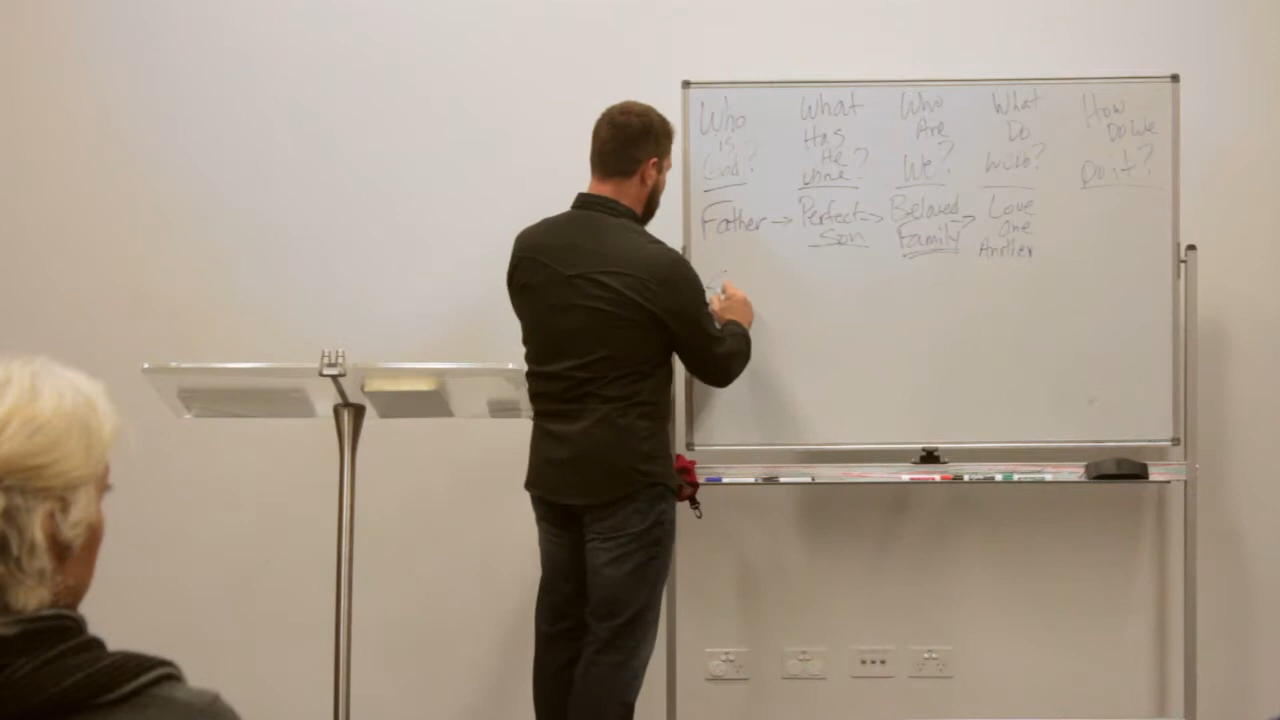 Who
is
God?
What
Has
He
done?
Who
Are
We?
What
Do
We Do?
How
Do We
Do it?
Father → Perfect → Beloved → Love
Son Family one
Another